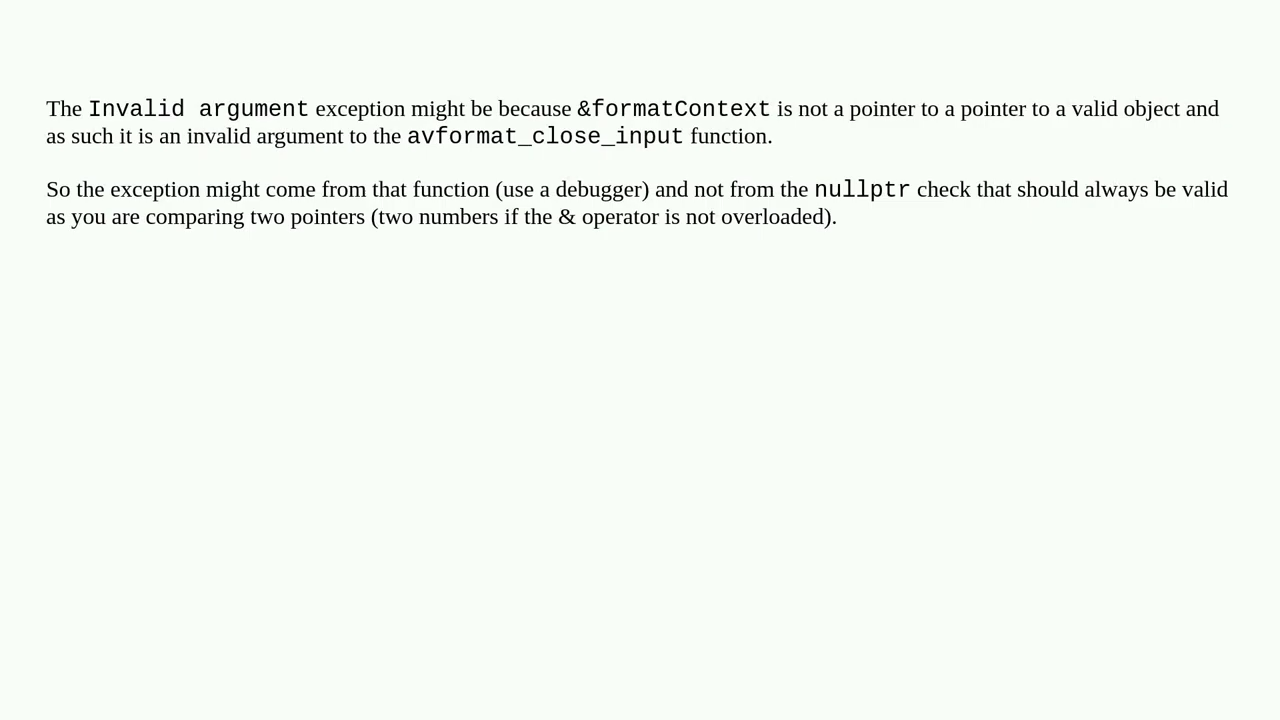 The Invalid argument exception might be because &formatContext is not a pointer to a pointer to a valid object and
as such it is an invalid argument to the avformat_close_input function.
So the exception might come from that function (use a debugger) and not from the nullptr check that should always be valid
as you are comparing two pointers (two numbers if the & operator is not overloaded).